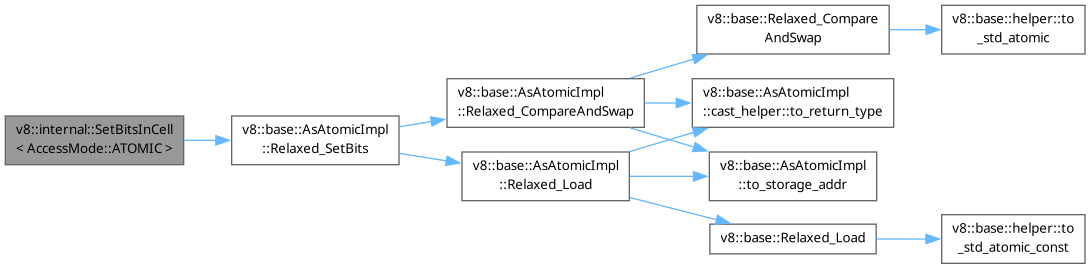 v8::internal::SetBitsInCell
< AccessMode::ATOMIC >
v8::base::AsAtomicImpl
::Relaxed_SetBits
v8::base::AsAtomicImpl
::Relaxed_CompareAndSwap
v8::base::Relaxed_Compare
AndSwap
v8::base::helper::to
_std_atomic
v8::base::AsAtomicImpl
::cast_helper::to_return_type
v8::base::AsAtomicImpl
::to_storage_addr
v8::base::AsAtomicImpl
::Relaxed_Load
v8::base::Relaxed_Load
v8::base::helper::to
_std_atomic_const